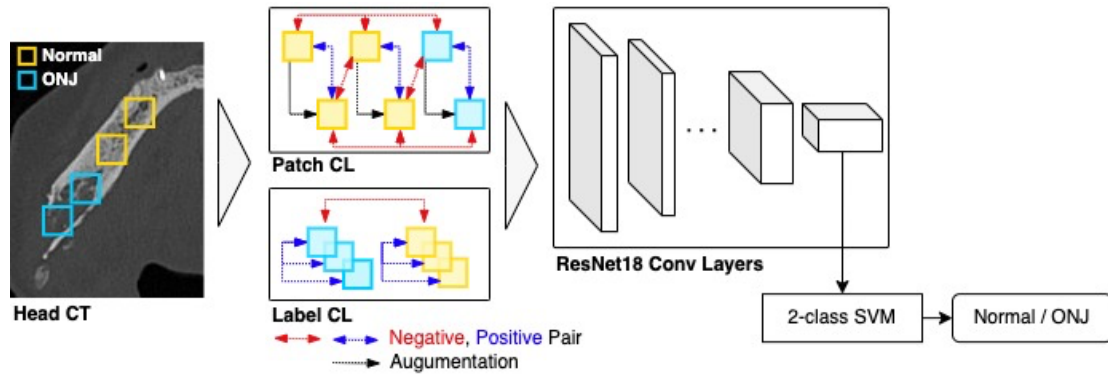 Normal
ONJ
Head CT
Patch CL
Label CL
Negative, Positive Pair
Augumentation
...
ResNet18 Conv Layers
2-class SVM
Normal / ONJ